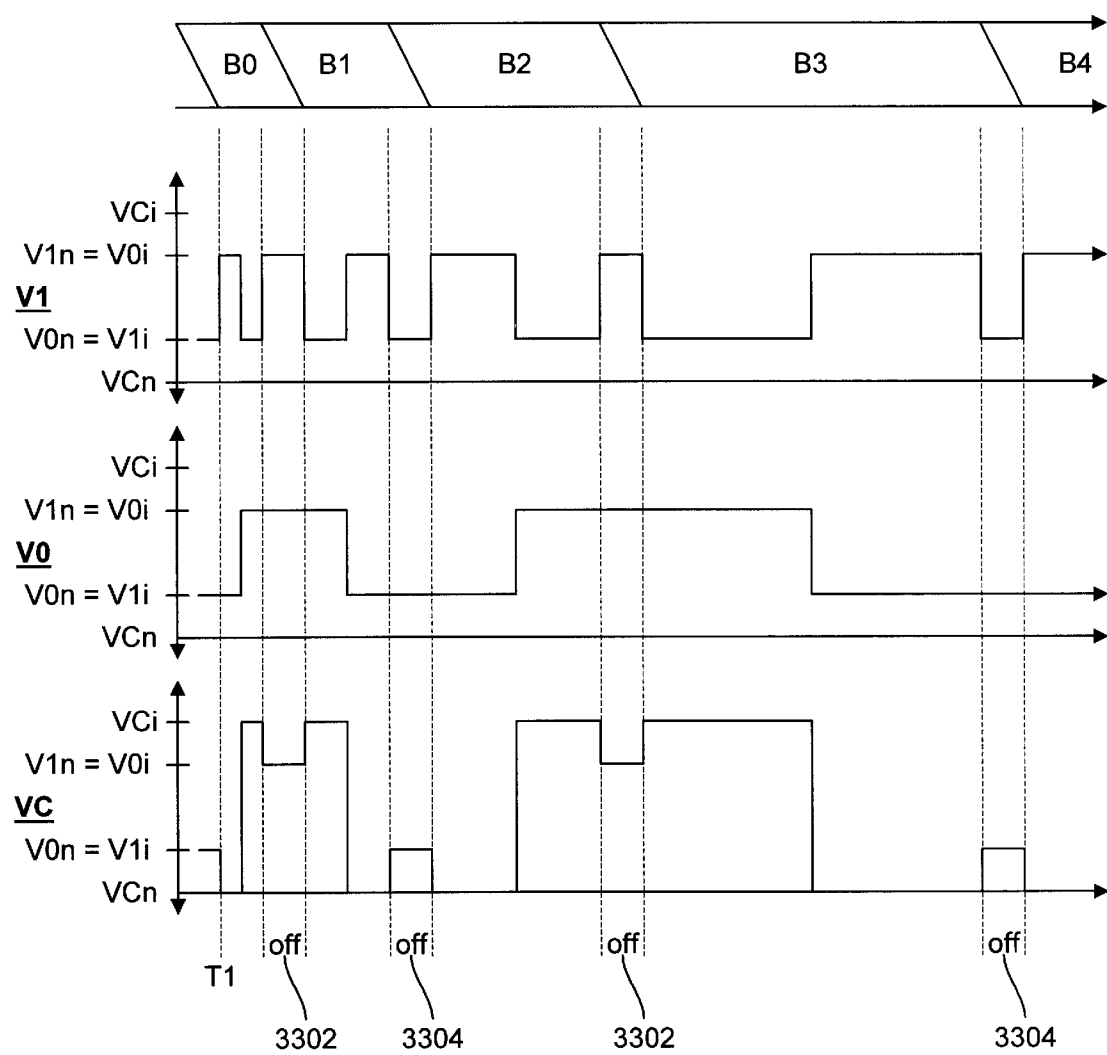 B0 B1 B2 B3 B4
VCi
V1n = V0i
V1
V0n = V1i
VCn
VCi
V1n = V0i
V0
V0n = V1i
VCn
VCi
V1n = V0i
VC
V0n = V1i
VCn
off off off off
T1
3302 3304 3302 3304